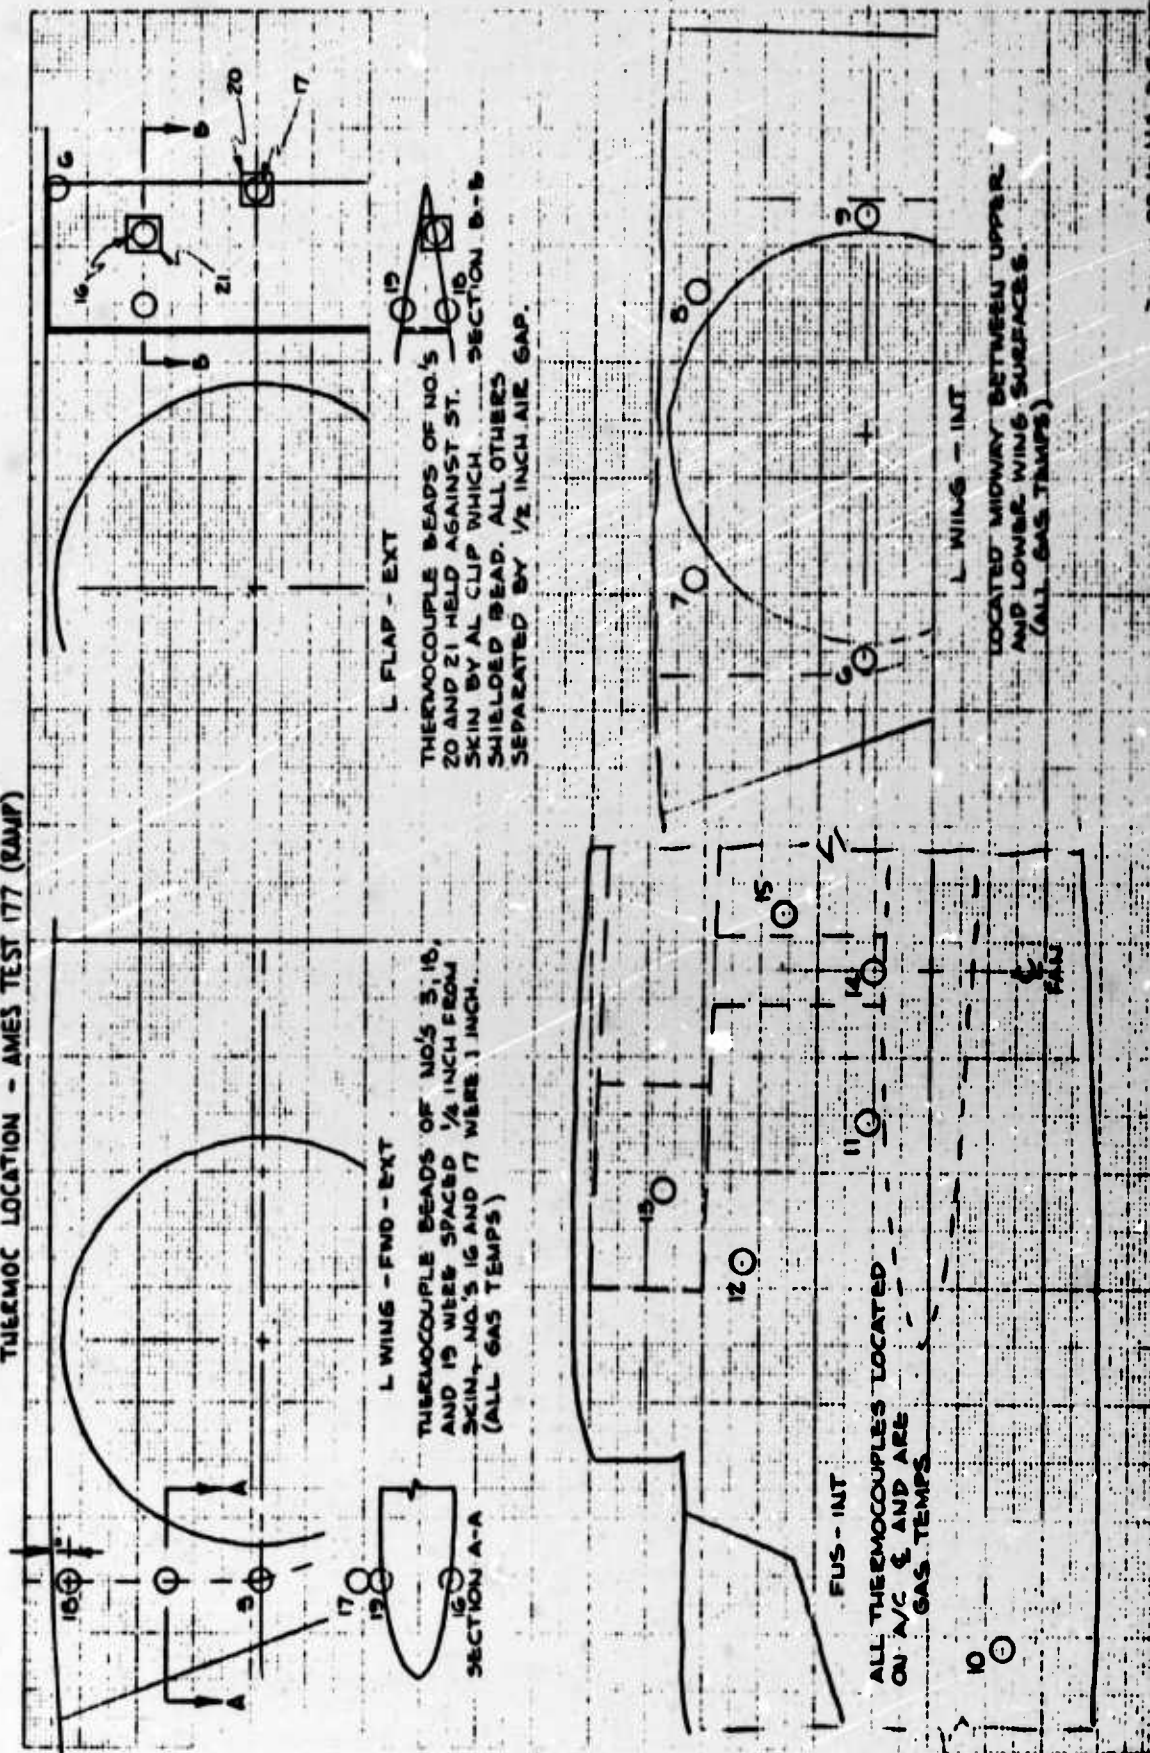 THERMOC LOCATION - AMES TEST 177 (RAMP)
18
1"
3
A
A
17
19
16
SECTION A-A
L WING - FWD - EXT
THERMOCOUPLE BEADS OF NO.'S 3, 18,
AND 19 WERE SPACED 1/2 INCH FROM
SKIN, NO.'S 16 AND 17 WERE 1 INCH.
(ALL GAS TEMPS)
6
16
21
20
17
B
B
19
18
SECTION B-B
L FLAP - EXT
THERMOCOUPLE BEADS OF NO.'S
20 AND 21 HELD AGAINST ST.
SKIN BY AL CLIP WHICH
SHIELDED BEAD. ALL OTHERS
SEPARATED BY 1/2 INCH AIR GAP.
FUS - INT
ALL THERMOCOUPLES LOCATED
ON A/C ℄ AND ARE
GAS TEMPS
10
12
13
11
14
15
℄
FAN
6
7
8
9
L WING - INT
LOCATED MIDWAY BETWEEN UPPER
AND LOWER WING SURFACES.
(ALL GAS TEMPS)